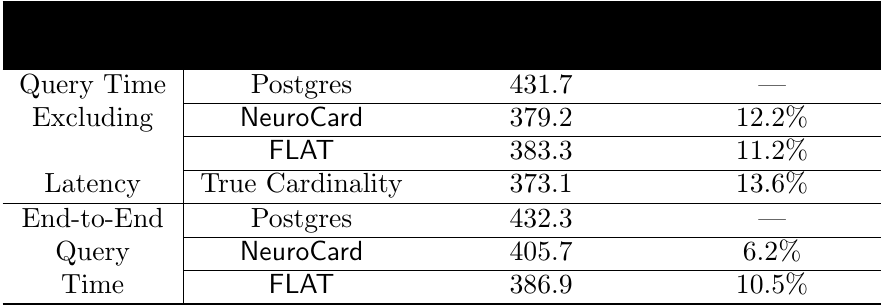 Query Time Postgres 431.7 —
Excluding NeuroCard 379.2 12.2%
FLAT 383.3 11.2%
Latency True Cardinality 373.1 13.6%
End-to-End Postgres 432.3 —
Query NeuroCard 405.7 6.2%
Time FLAT 386.9 10.5%